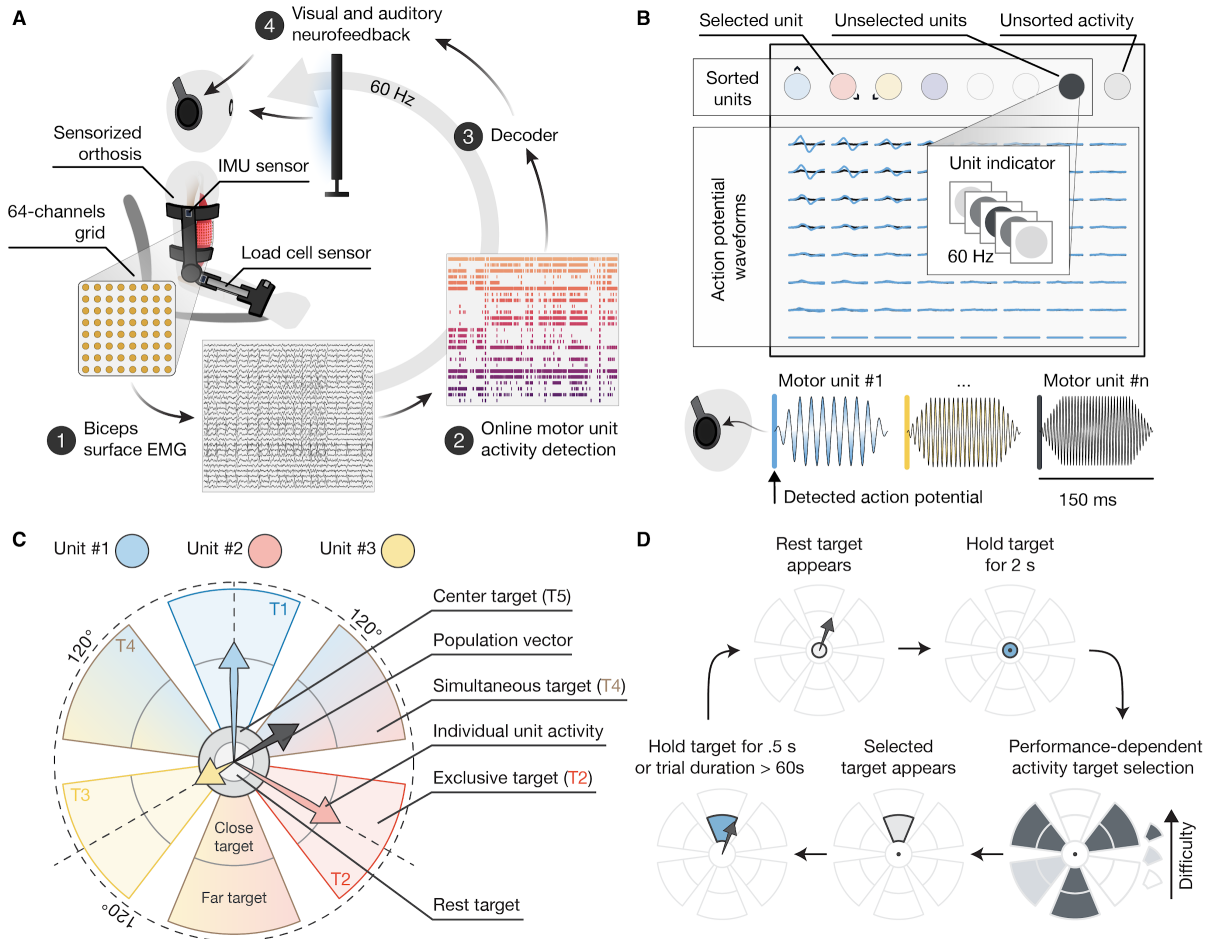 A
4
Visual and auditory
neurofeedback
60 Hz
Sensorized
orthosis
IMU sensor
3
Decoder
64-channels
grid
Load cell sensor
1
Biceps
surface EMG
2
Online motor unit
activity detection
B
Selected unit
Unselected units
Unsorted activity
Sorted
units
Action potential
waveforms
Unit indicator
60 Hz
Motor unit #1
...
Motor unit #n
Detected action potential
150 ms
C
Unit #1
Unit #2
Unit #3
T1
T4
120°
120°
Center target (T5)
Population vector
Simultaneous target (T4)
Individual unit activity
Exclusive target (T2)
T3
Close
target
T2
Far target
120°
Rest target
D
Rest target
appears
Hold target
for 2 s
Hold target for .5 s
or trial duration > 60s
Selected
target appears
Performance-dependent
activity target selection
Difficulty